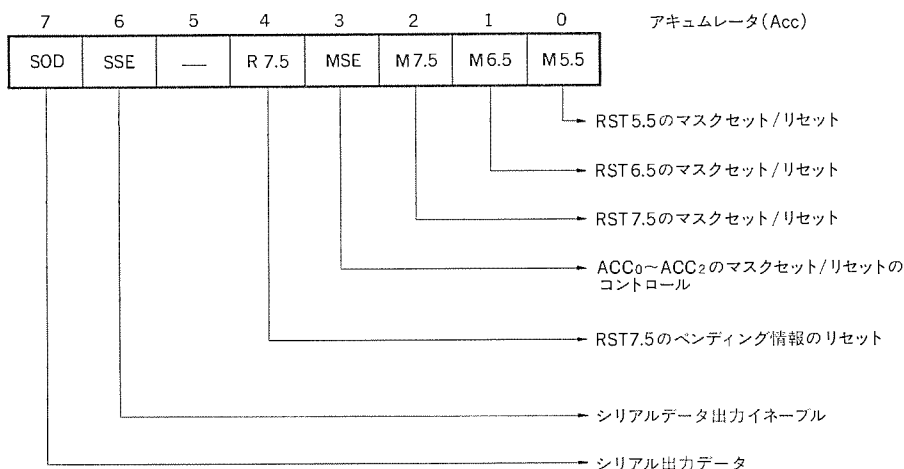 7 6 5 4 3 2 1 0 アキュムレータ(Acc)
SOD SSE — R 7.5 MSE M 7.5 M 6.5 M 5.5
RST5.5のマスクセット/リセット
RST6.5のマスクセット/リセット
RST7.5のマスクセット/リセット
ACC₀~ACC₂のマスクセット/リセットの
コントロール
RST7.5のペンディング情報のリセット
シリアルデータ出力イネーブル
シリアル出力データ